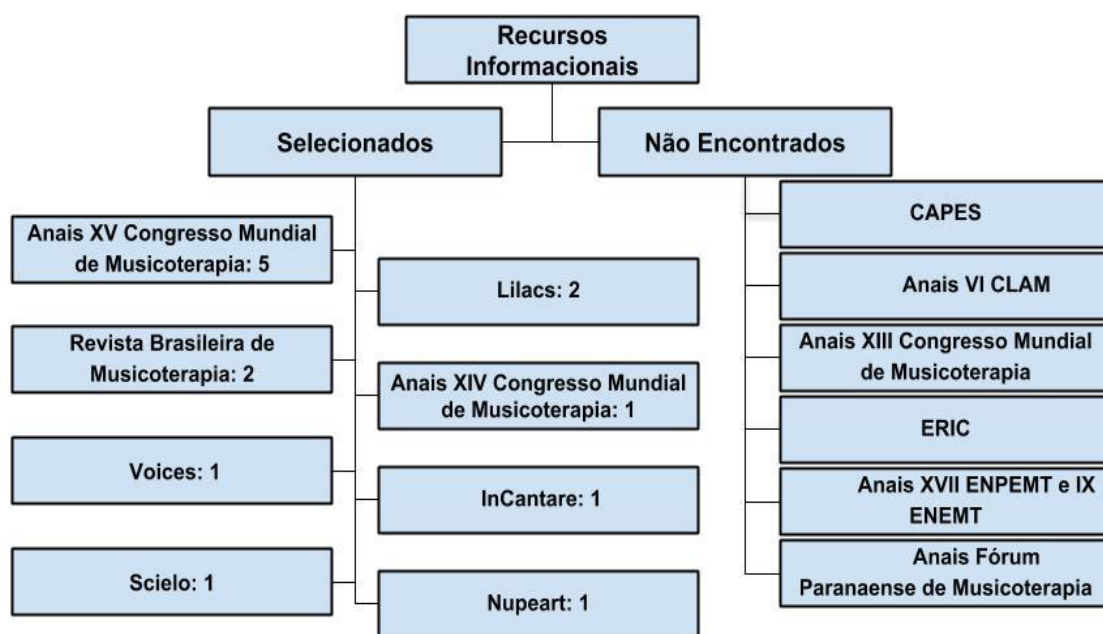 Recursos
Informacionais
Selecionados
Não Encontrados
Anais XV Congresso Mundial
de Musicoterapia: 5
Lilacs: 2
Revista Brasileira de
Musicoterapia: 2
Anais XIV Congresso Mundial
de Musicoterapia: 1
Voices: 1
InCantare: 1
Scielo: 1
Nupeart: 1
CAPES
Anais VI CLAM
Anais XIII Congresso Mundial
de Musicoterapia
ERIC
Anais XVII ENPEMT e IX
ENEMT
Anais Fórum
Paranaense de Musicoterapia